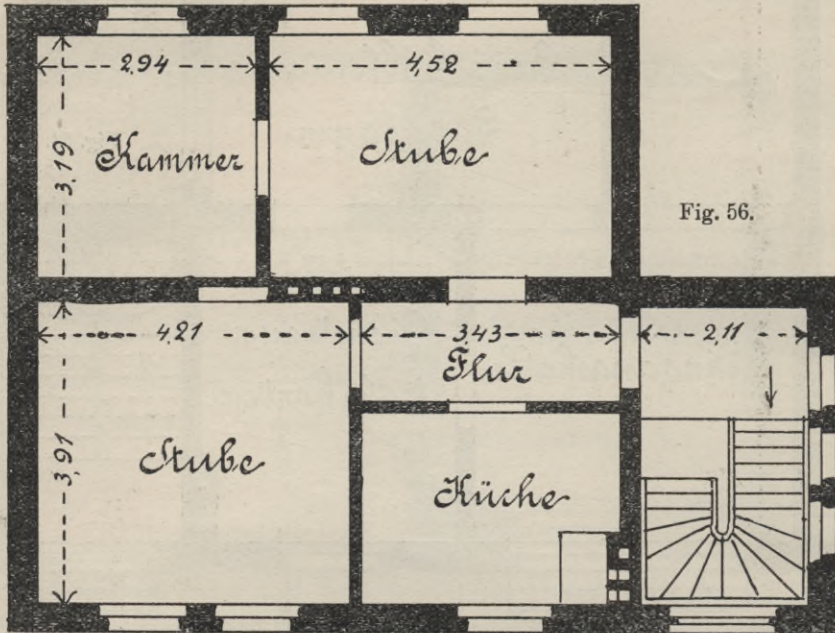 2,94
4,52
Kammer
Stube
3,19
Fig. 56.
4,21
3,43
2,11
Flur
3,91
Stube
Küche